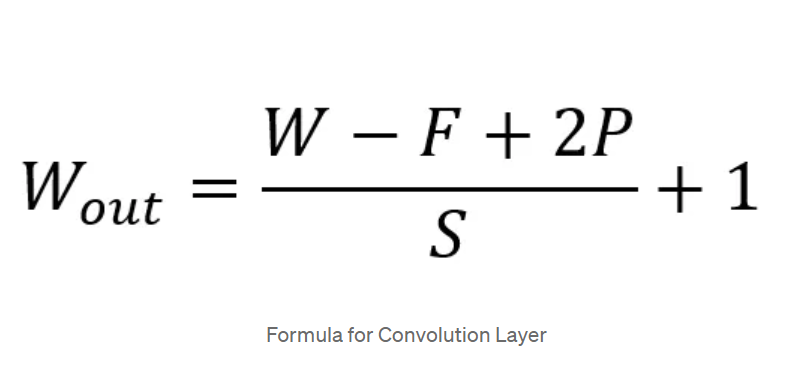 W_out = (W − F + 2P) / S + 1
Formula for Convolution Layer